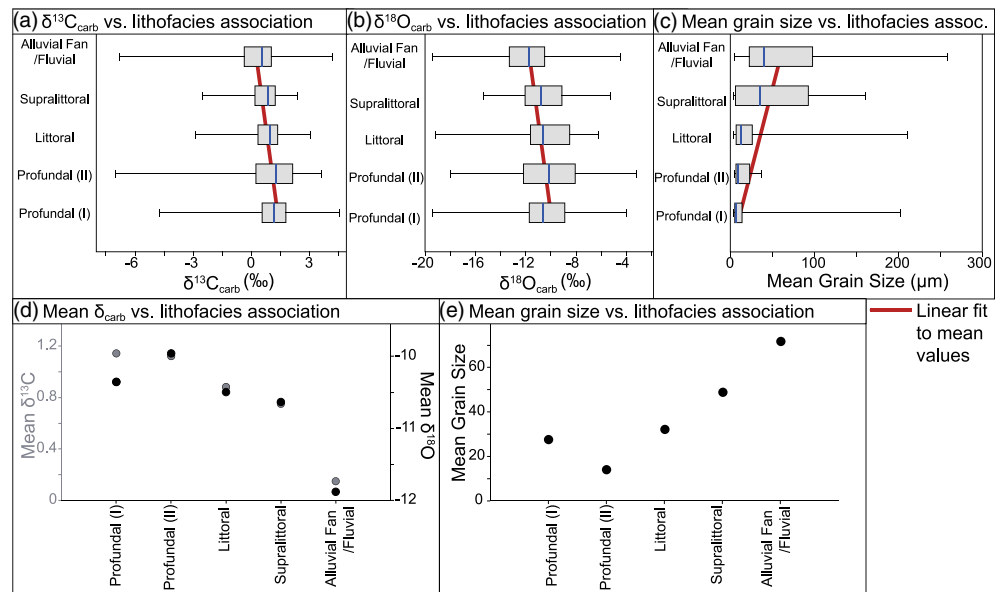 (a) δ¹³Ccarb vs. lithofacies association
Alluvial Fan
/Fluvial
Supralittoral
Littoral
Profundal (II)
Profundal (I)
-6 -3 0 3
δ¹³Ccarb (‰)
(b) δ¹⁸Ocarb vs. lithofacies association
Alluvial Fan
/Fluvial
Supralittoral
Littoral
Profundal (II)
Profundal (I)
-20 -16 -12 -8 -4
δ¹⁸Ocarb (‰)
(c) Mean grain size vs. lithofacies assoc.
Alluvial Fan
/Fluvial
Supralittoral
Littoral
Profundal (II)
Profundal (I)
0 100 200 300
Mean Grain Size (µm)
(d) Mean δcarb vs. lithofacies association
Mean δ¹³C
1.2
0.8
0.4
0
-10
-11
-12
Mean δ¹⁸O
Profundal (I)
Profundal (II)
Littoral
Supralittoral
Alluvial Fan
/Fluvial
(e) Mean grain size vs. lithofacies association
Mean Grain Size
60
40
20
0
Profundal (I)
Profundal (II)
Littoral
Supralittoral
Alluvial Fan
/Fluvial
Linear fit
to mean
values